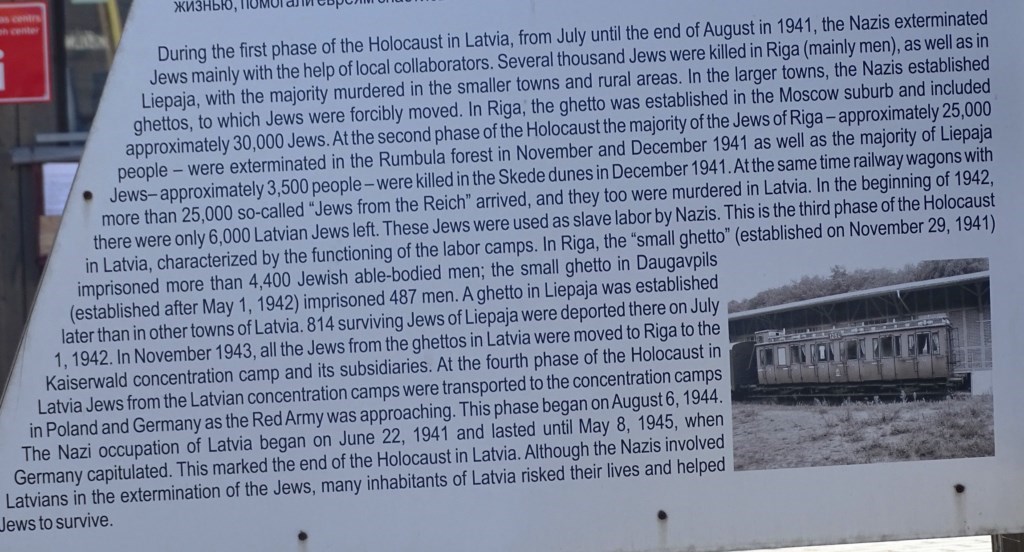 жизнью, помогали евреям
During the first phase of the Holocaust in Latvia, from July until the end of August in 1941, the Nazis exterminated
Jews mainly with the help of local collaborators. Several thousand Jews were killed in Riga (mainly men), as well as in
Liepaja, with the majority murdered in the smaller towns and rural areas. In the larger towns, the Nazis established
ghettos, to which Jews were forcibly moved. In Riga, the ghetto was established in the Moscow suburb and included
approximately 30,000 Jews. At the second phase of the Holocaust the majority of the Jews of Riga – approximately 25,000
people – were exterminated in the Rumbula forest in November and December 1941 as well as the majority of Liepaja
Jews– approximately 3,500 people – were killed in the Skede dunes in December 1941. At the same time railway wagons with
more than 25,000 so-called “Jews from the Reich” arrived, and they too were murdered in Latvia. In the beginning of 1942,
there were only 6,000 Latvian Jews left. These Jews were used as slave labor by Nazis. This is the third phase of the Holocaust
in Latvia, characterized by the functioning of the labor camps. In Riga, the “small ghetto” (established on November 29, 1941)
imprisoned more than 4,400 Jewish able-bodied men; the small ghetto in Daugavpils
(established after May 1, 1942) imprisoned 487 men. A ghetto in Liepaja was established
later than in other towns of Latvia. 814 surviving Jews of Liepaja were deported there on July
1, 1942. In November 1943, all the Jews from the ghettos in Latvia were moved to Riga to the
Kaiserwald concentration camp and its subsidiaries. At the fourth phase of the Holocaust in
Latvia Jews from the Latvian concentration camps were transported to the concentration camps
in Poland and Germany as the Red Army was approaching. This phase began on August 6, 1944.
The Nazi occupation of Latvia began on June 22, 1941 and lasted until May 8, 1945, when
Germany capitulated. This marked the end of the Holocaust in Latvia. Although the Nazis involved
Latvians in the extermination of the Jews, many inhabitants of Latvia risked their lives and helped
Jews to survive.